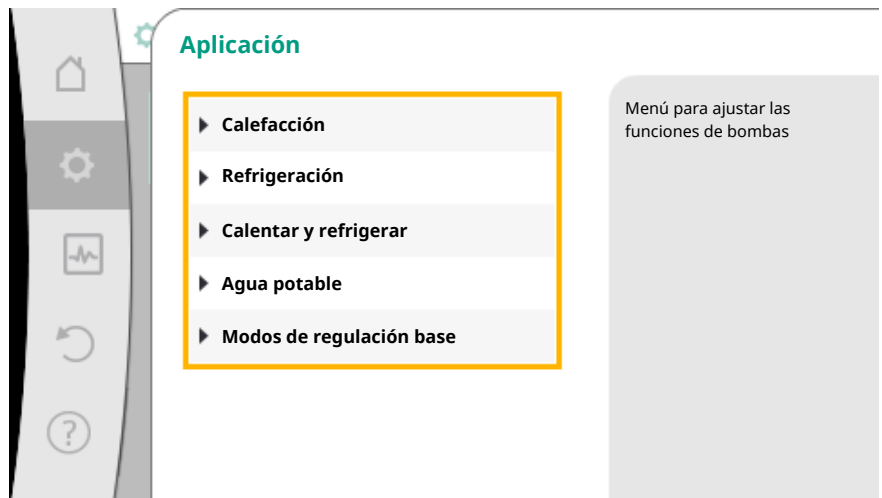 Aplicación
Calefacción
Refrigeración
Calentar y refrigerar
Agua potable
Modos de regulación base
Menú para ajustar las
funciones de bombas
?